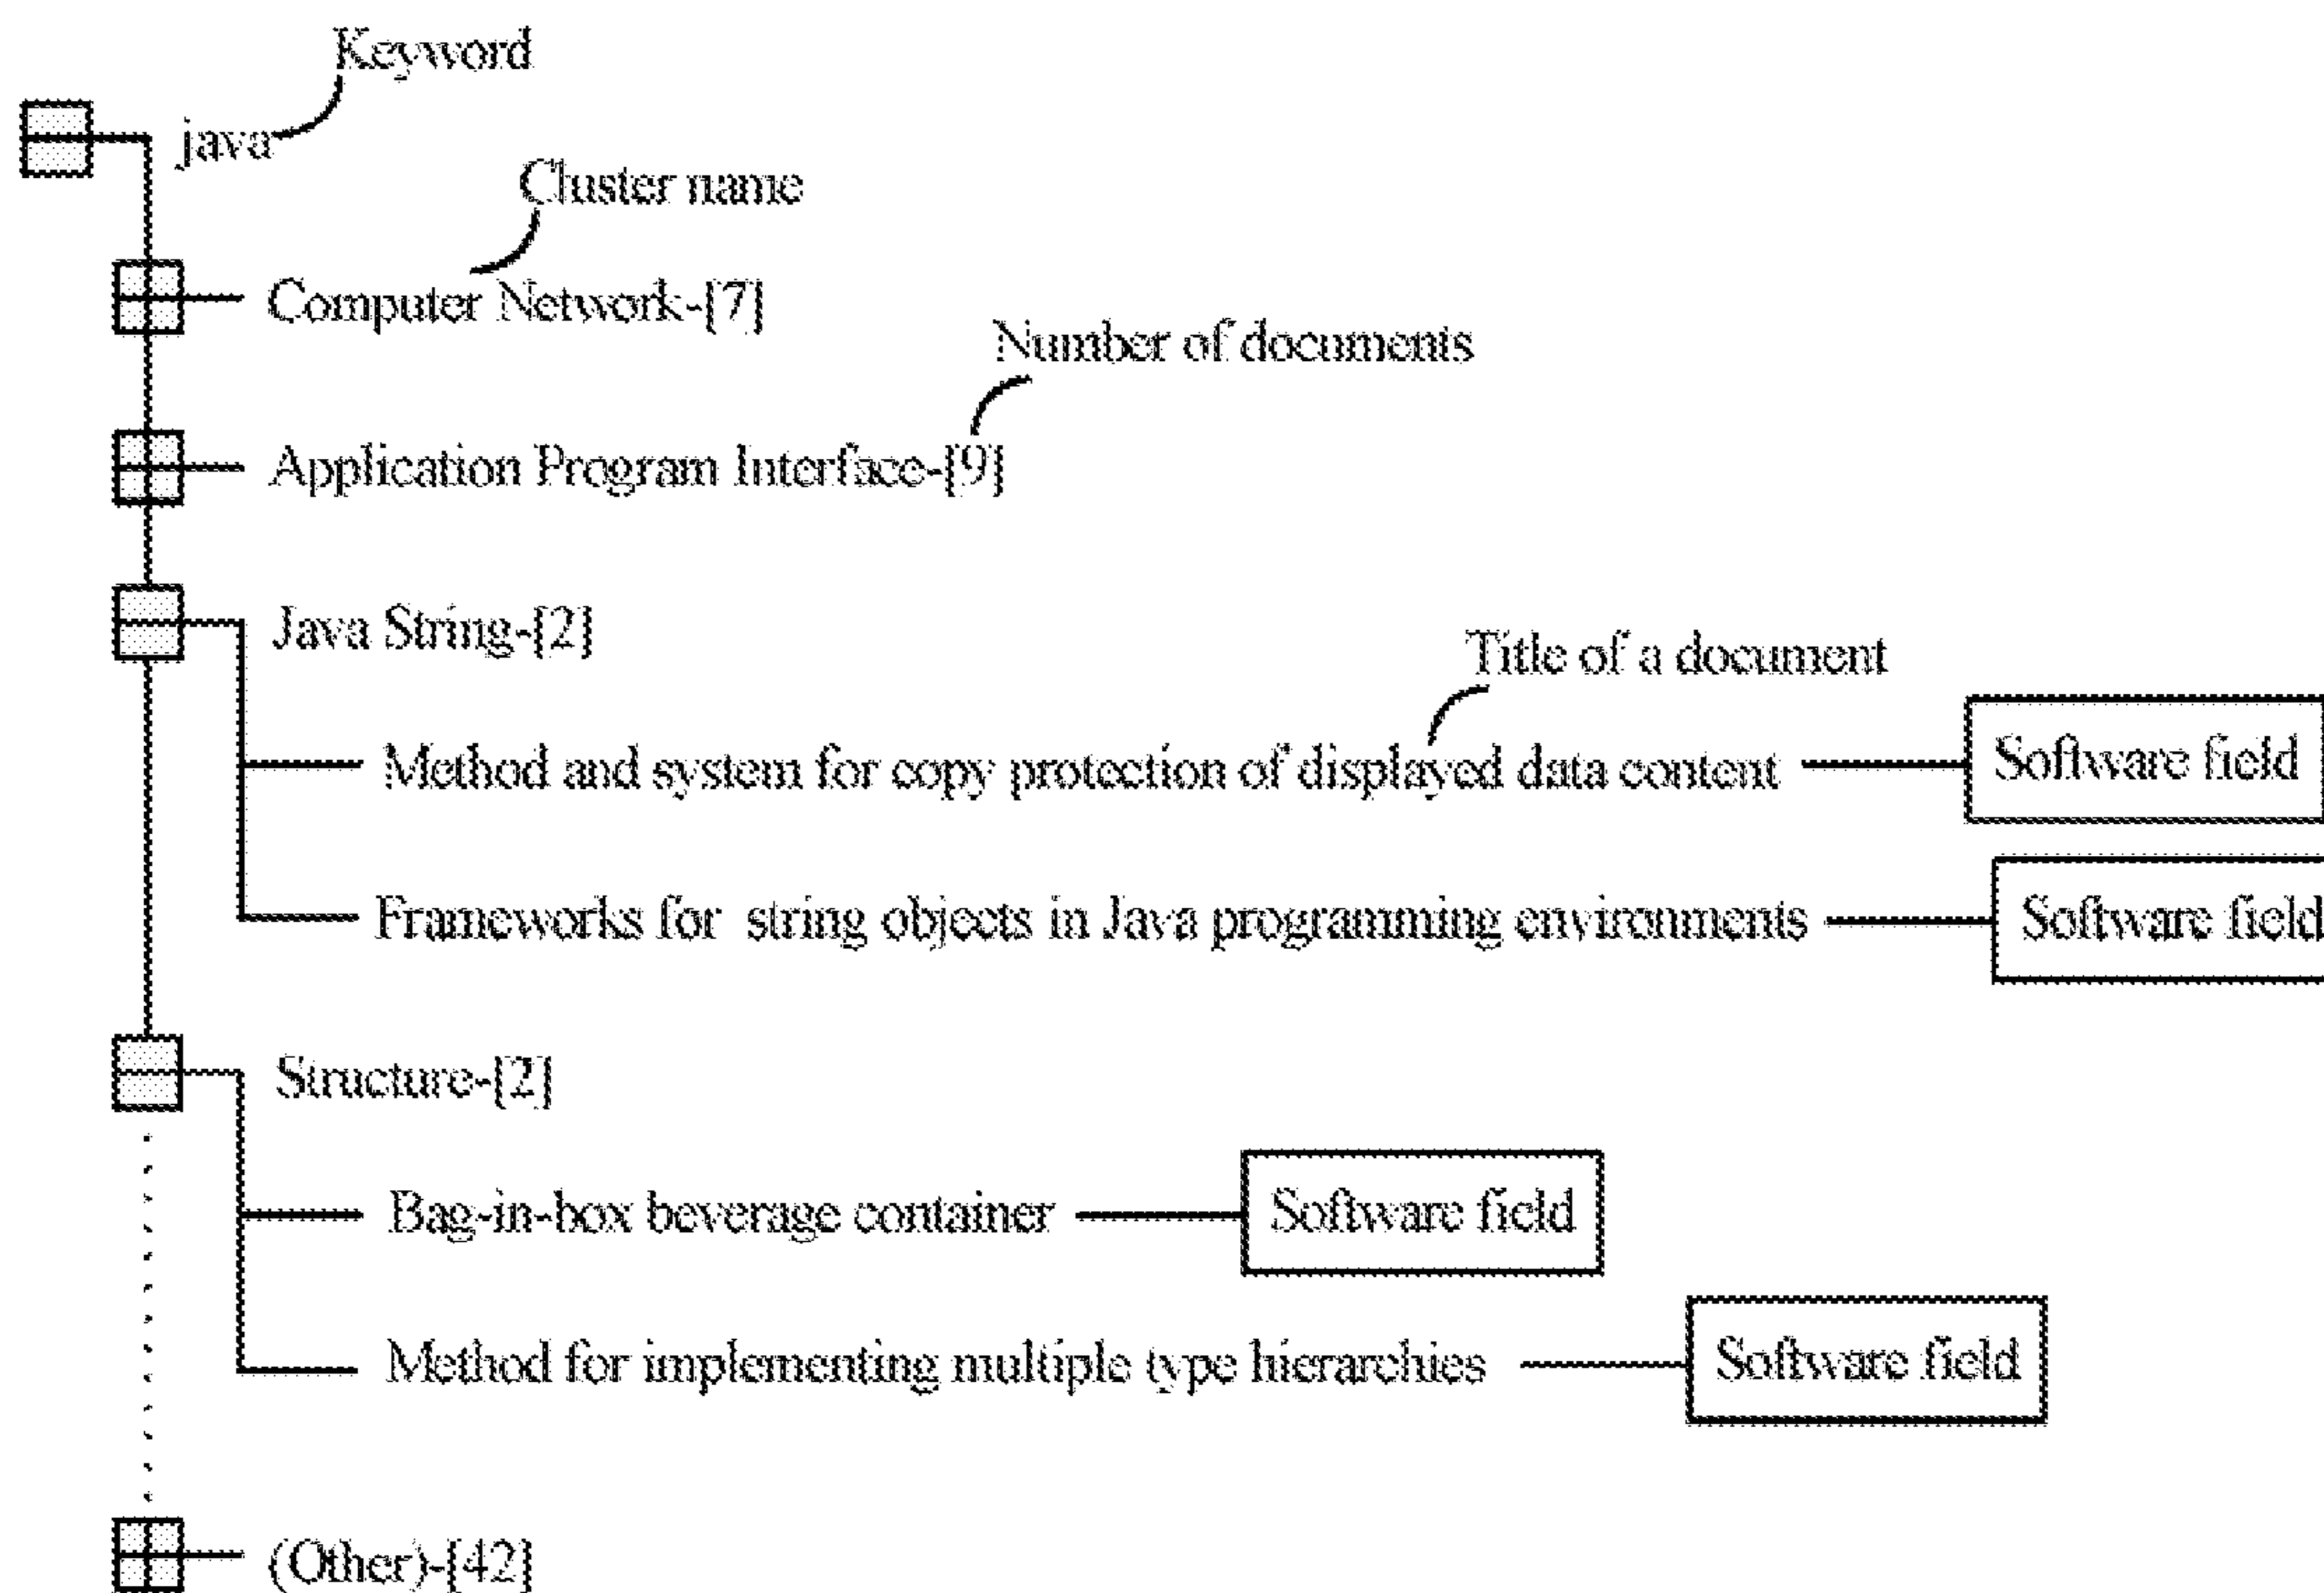 Keyword
java
Cluster name
Computer Network-[7]
Number of documents
Application Program Interface-[9]
Java String-[2]
Title of a document
Method and system for copy protection of displayed data content
Software field
Frameworks for string objects in Java programming environments
Software field
Structure-[2]
Bag-in-box beverage container
Software field
Method for implementing multiple type hierarchies
Software field
(Other)-[42]